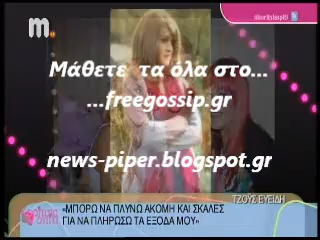 M
Μάθετε τα όλα στο...
...freegossip.gr
news-piper.blogspot.gr
ΤΖΟΥΣ ΕΥΕΙΔΗ
«ΜΠΟΡΩ ΝΑ ΠΛΥΝΩ ΑΚΟΜΗ ΚΑΙ ΣΚΑΛΕΣ
ΓΙΑ ΝΑ ΠΛΗΡΩΣΩ ΤΑ ΕΞΟΔΑ ΜΟΥ»